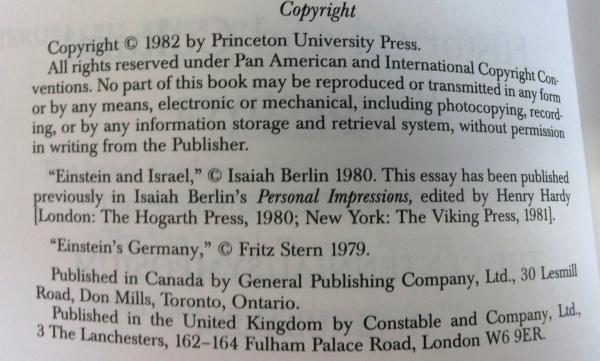 Copyright
Copyright © 1982 by Princeton University Press.
All rights reserved under Pan American and International Copyright Con-
ventions. No part of this book may be reproduced or transmitted in any form
or by any means, electronic or mechanical, including photocopying, record-
ing, or by any information storage and retrieval system, without permission
in writing from the Publisher.
“Einstein and Israel,” © Isaiah Berlin 1980. This essay has been published
previously in Isaiah Berlin’s Personal Impressions, edited by Henry Hardy
[London: The Hogarth Press, 1980; New York: The Viking Press, 1981].
“Einstein’s Germany,” © Fritz Stern 1979.
Published in Canada by General Publishing Company, Ltd., 30 Lesmill
Road, Don Mills, Toronto, Ontario.
Published in the United Kingdom by Constable and Company, Ltd.,
3 The Lanchesters, 162–164 Fulham Palace Road, London W6 9ER.